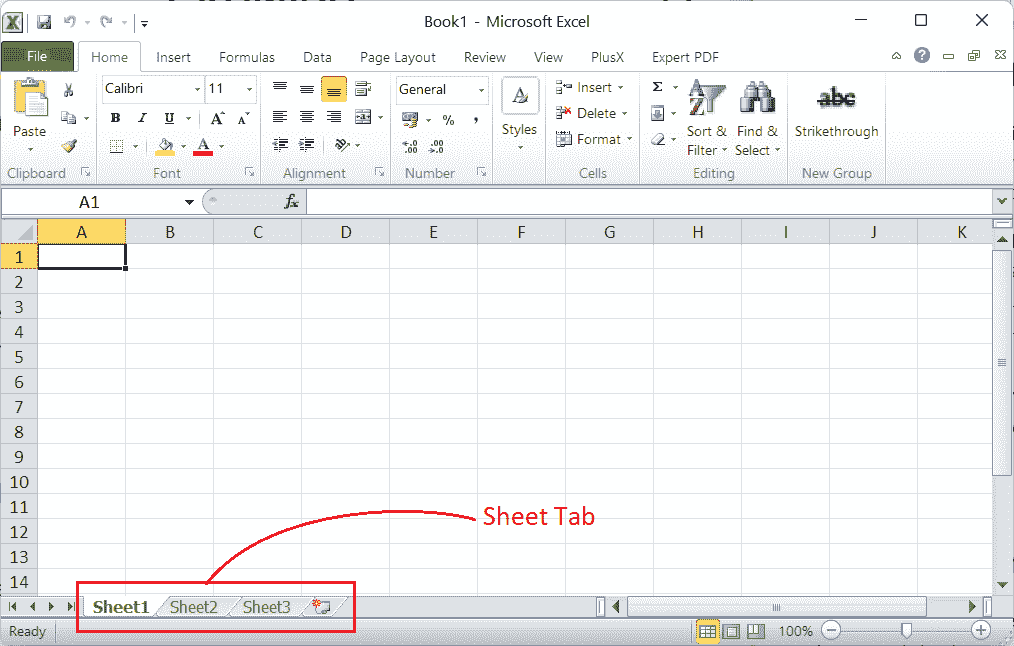 Book1 - Microsoft Excel
File Home Insert Formulas Data Page Layout Review View PlusX Expert PDF
Calibri 11 General Insert Σ
B I U A A % , Styles Delete Sort & Find & abc
Paste A Format Filter Select Strikethrough
Clipboard Font Alignment Number Cells Editing New Group
A1 fx
A B C D E F G H I J K
1
2
3
4
5
6
7
8
9
10
11
Sheet Tab
12
13
14
Sheet1 Sheet2 Sheet3
Ready 100%